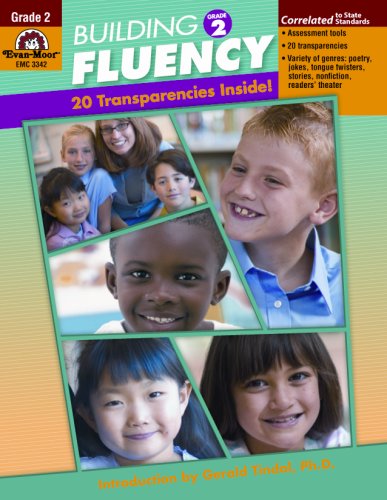 Grade 2
Evan-Moor®
EMC 3342
BUILDING
GRADE 2
FLUENCY
20 Transparencies Inside!
Correlated to State Standards
• Assessment tools
• 20 transparencies
• Variety of genres: poetry,
jokes, tongue twisters,
stories, nonfiction,
readers' theater
Introduction by Gerald Tindal, Ph.D.